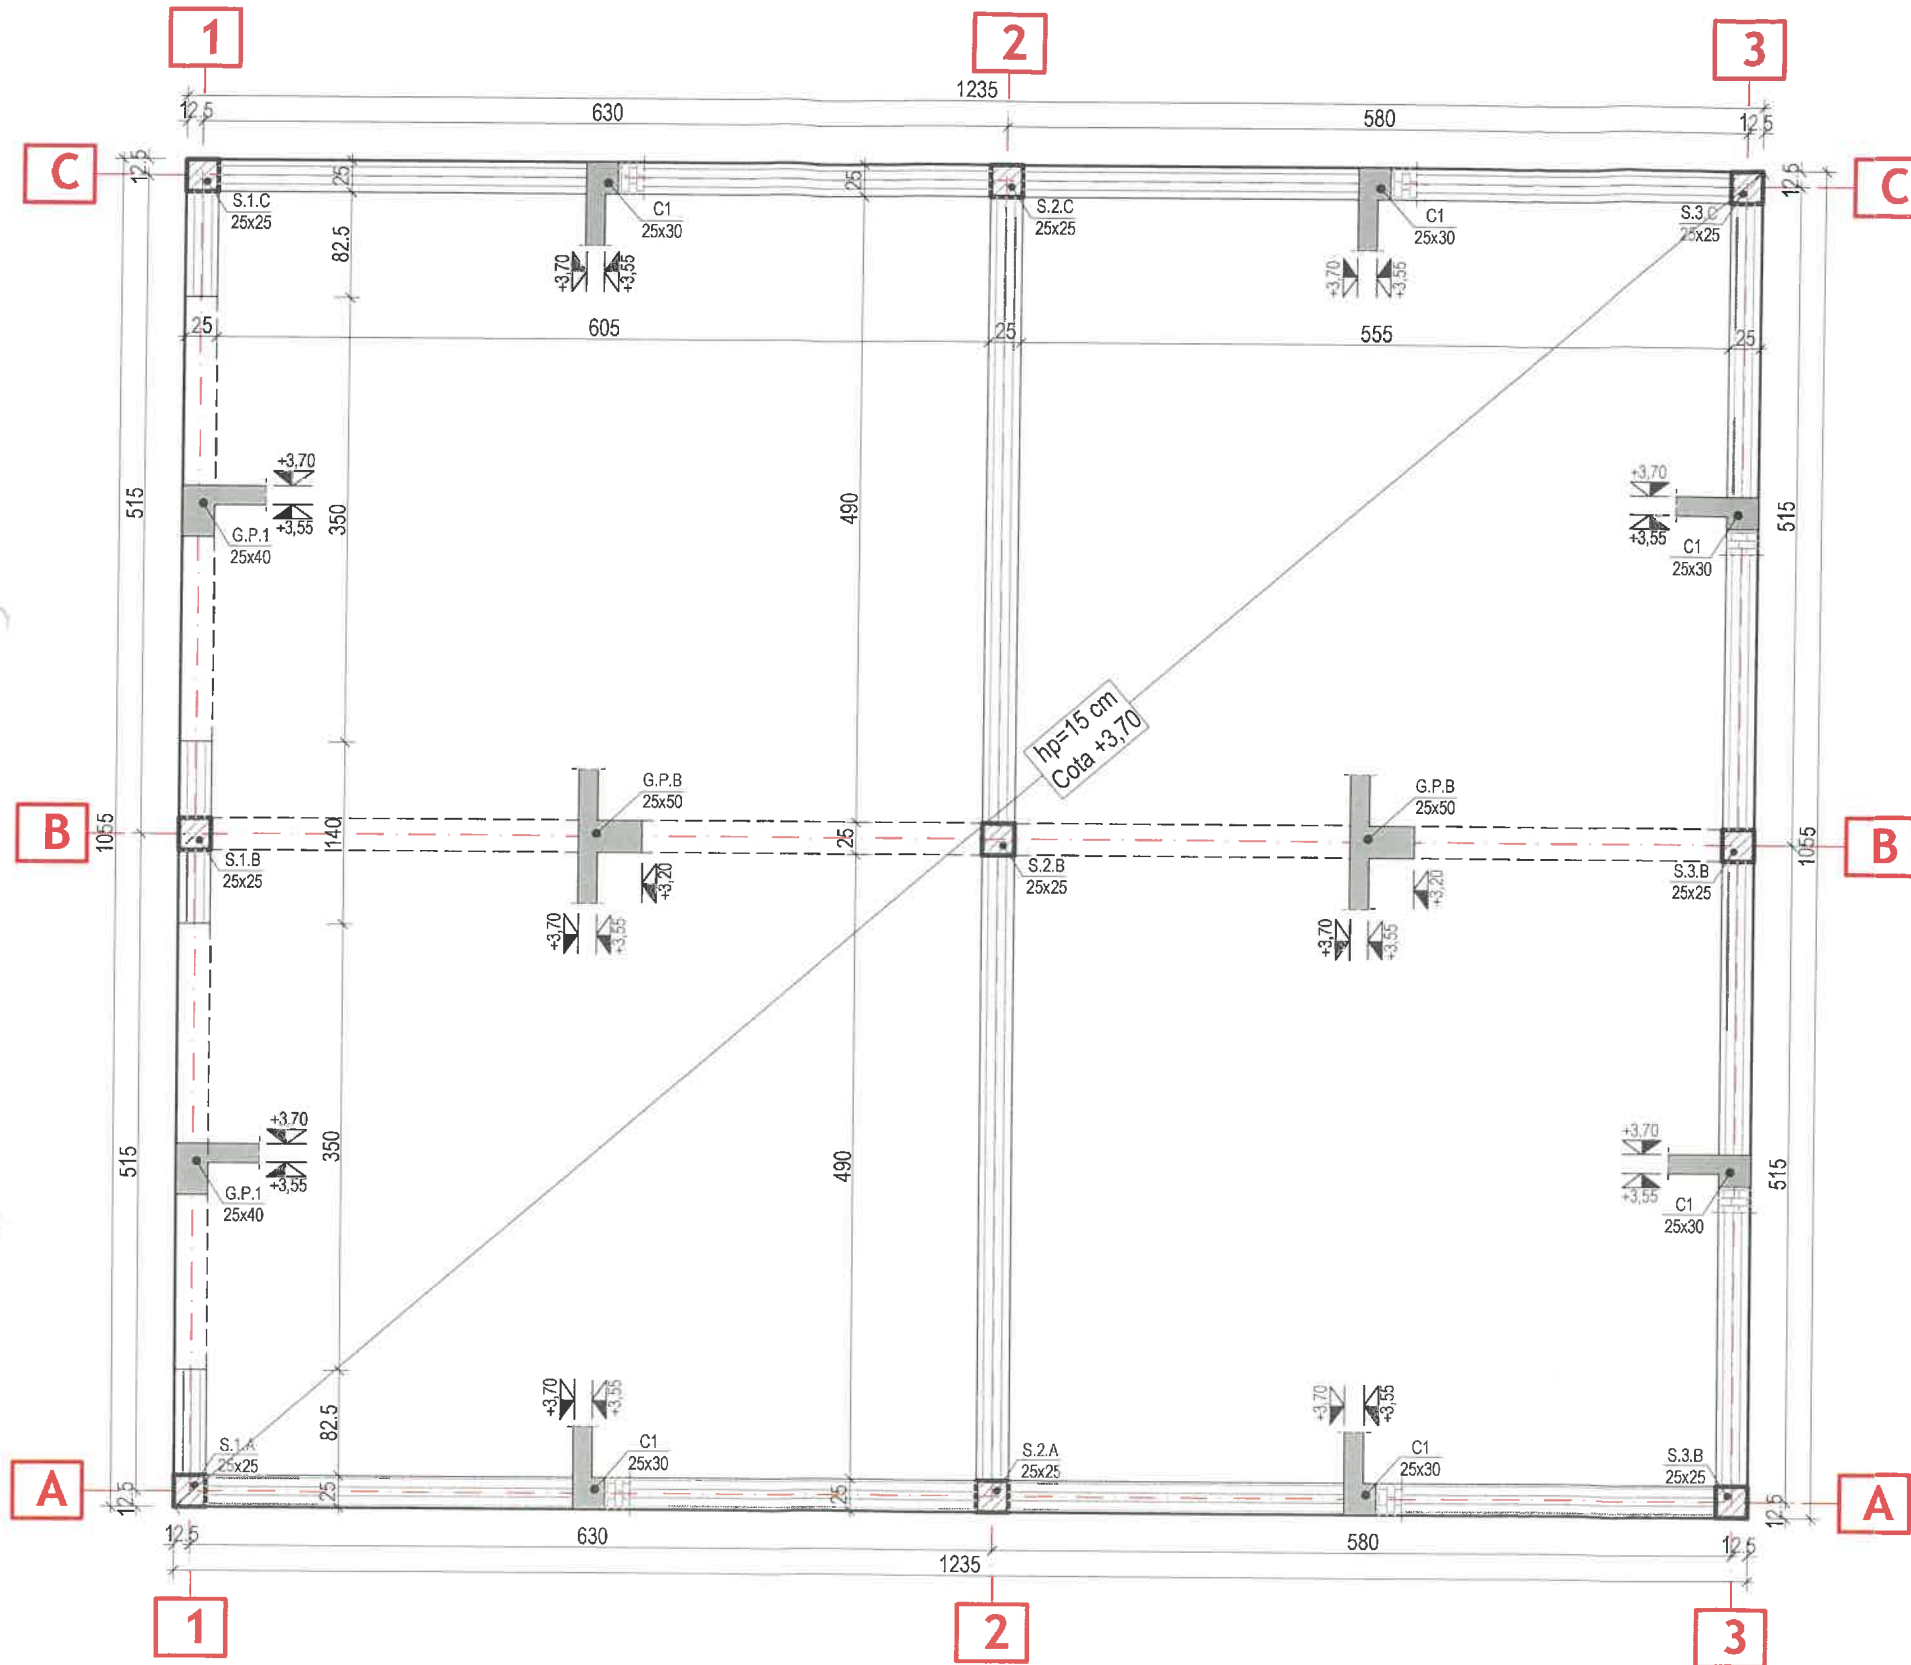 1
2
3
1235
12.5
630
580
12.5
C
12.5
25
25
12.5
C
S.1.C
25x25
C1
25x30
S.2.C
25x25
C1
25x30
S.3.C
25x25
82.5
+3,70
+3,55
+3,70
+3,55
25
605
25
555
25
515
+3,70
+3,55
G.P.1
25x40
350
490
+3,70
+3,55
C1
25x30
515
hp=15 cm
Cota +3,70
B
1055
S.1.B
25x25
140
G.P.B
25x50
+3,20
+3,70
+3,55
25
S.2.B
25x25
G.P.B
25x50
+3,20
+3,70
+3,55
S.3.B
25x25
1055
B
515
+3,70
+3,55
G.P.1
25x40
350
490
+3,70
+3,55
C1
25x30
515
82.5
+3,70
+3,55
+3,70
+3,55
A
12.5
S.1.A
25x25
25
C1
25x30
25
S.2.A
25x25
C1
25x30
S.3.B
25x25
12.5
A
12.5
630
580
12.5
1235
1
2
3